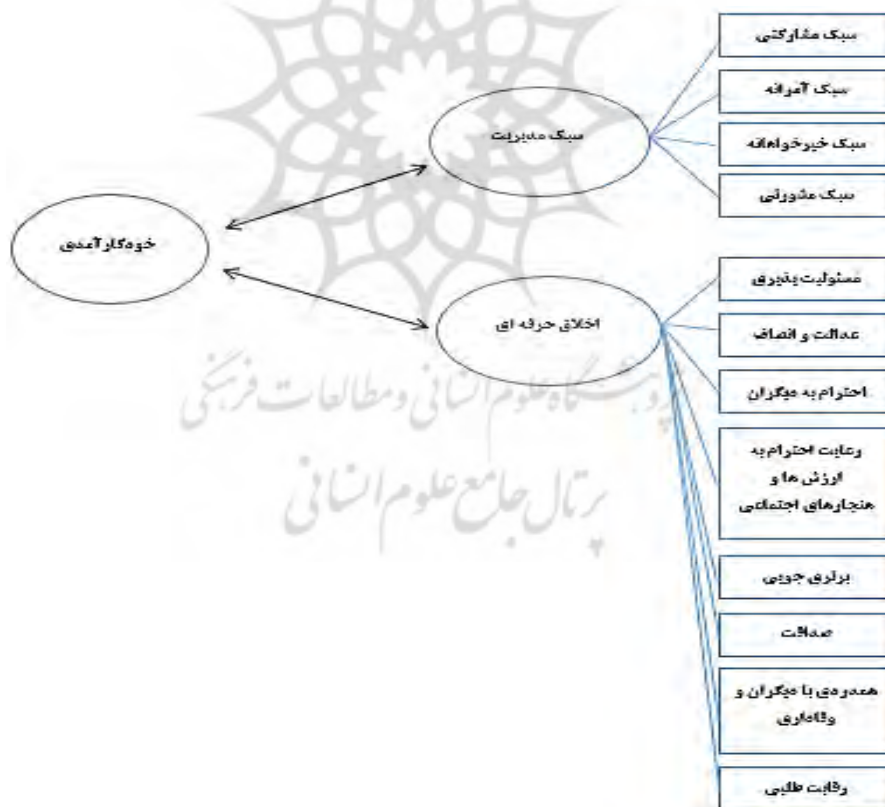 سبک مشارکتی
سبک آمرانه
سبک خیرخواهانه
سبک مشورتی
سبک مدیریت
خودکارآمدی
اخلاق حرفه ای
مسئولیت پذیری
عدالت و انصاف
احترام به دیگران
رعایت احترام به
ارزش ها و
هنجارهای اجتماعی
برتری جویی
صداقت
همدردی با دیگران و
وفاداری
رقابت طلبی
پژوهشگاه علوم انسانی و مطالعات فرهنگی
پرتال جامع علوم انسانی